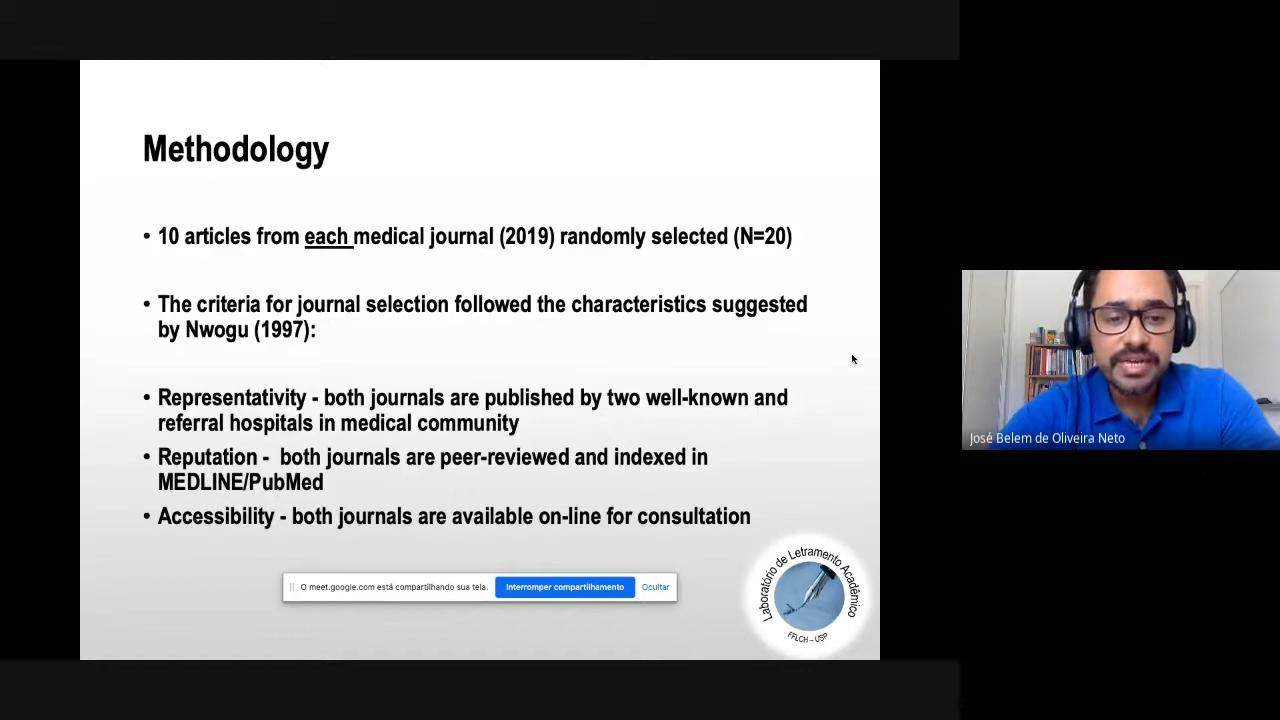 Methodology
• 10 articles from each medical journal (2019) randomly selected (N=20)
• The criteria for journal selection followed the characteristics suggested
by Nwogu (1997):
• Representativity - both journals are published by two well-known and
referral hospitals in medical community
• Reputation - both journals are peer-reviewed and indexed in
MEDLINE/PubMed
• Accessibility - both journals are available on-line for consultation
O meet.google.com está compartilhando sua tela. Interromper compartilhamento Ocultar
Laboratório de Letramento Acadêmico
FFLCH – USP
José Belem de Oliveira Neto